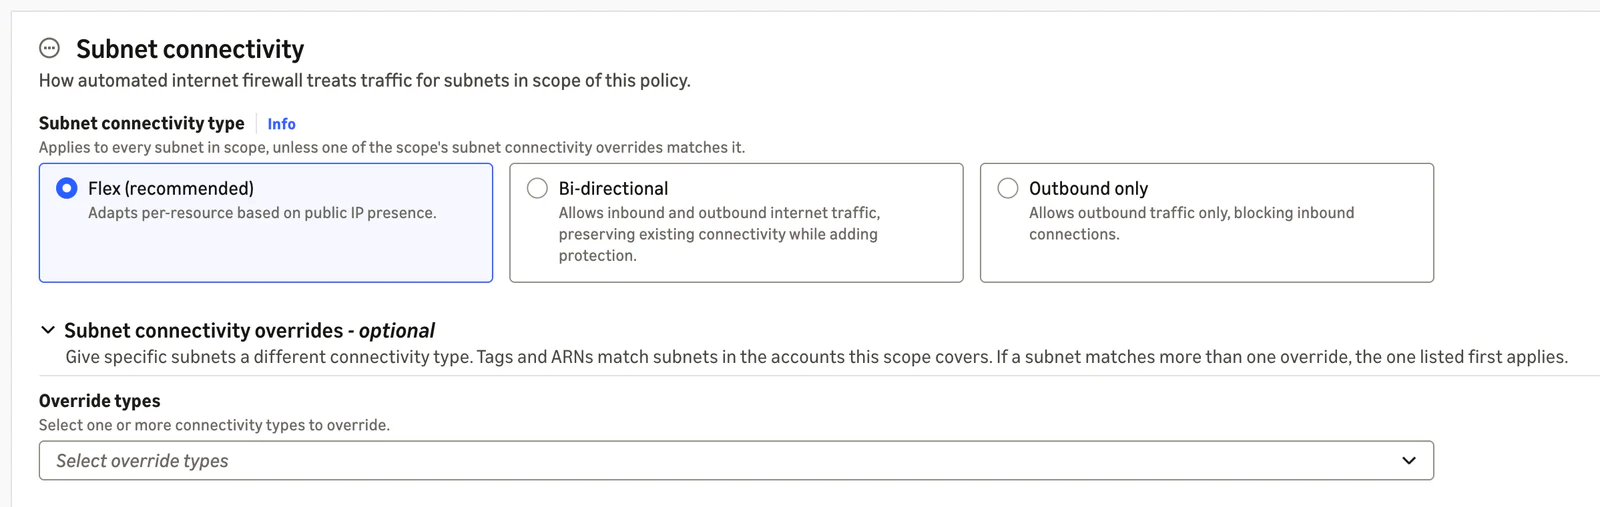 Subnet connectivity
How automated internet firewall treats traffic for subnets in scope of this policy.
Subnet connectivity type
Info
Applies to every subnet in scope, unless one of the scope's subnet connectivity overrides matches it.
Flex (recommended)
Adapts per-resource based on public IP presence.
Bi-directional
Allows inbound and outbound internet traffic,
preserving existing connectivity while adding
protection.
Outbound only
Allows outbound traffic only, blocking inbound
connections.
Subnet connectivity overrides - optional
Give specific subnets a different connectivity type. Tags and ARNs match subnets in the accounts this scope covers. If a subnet matches more than one override, the one listed first applies.
Override types
Select one or more connectivity types to override.
Select override types